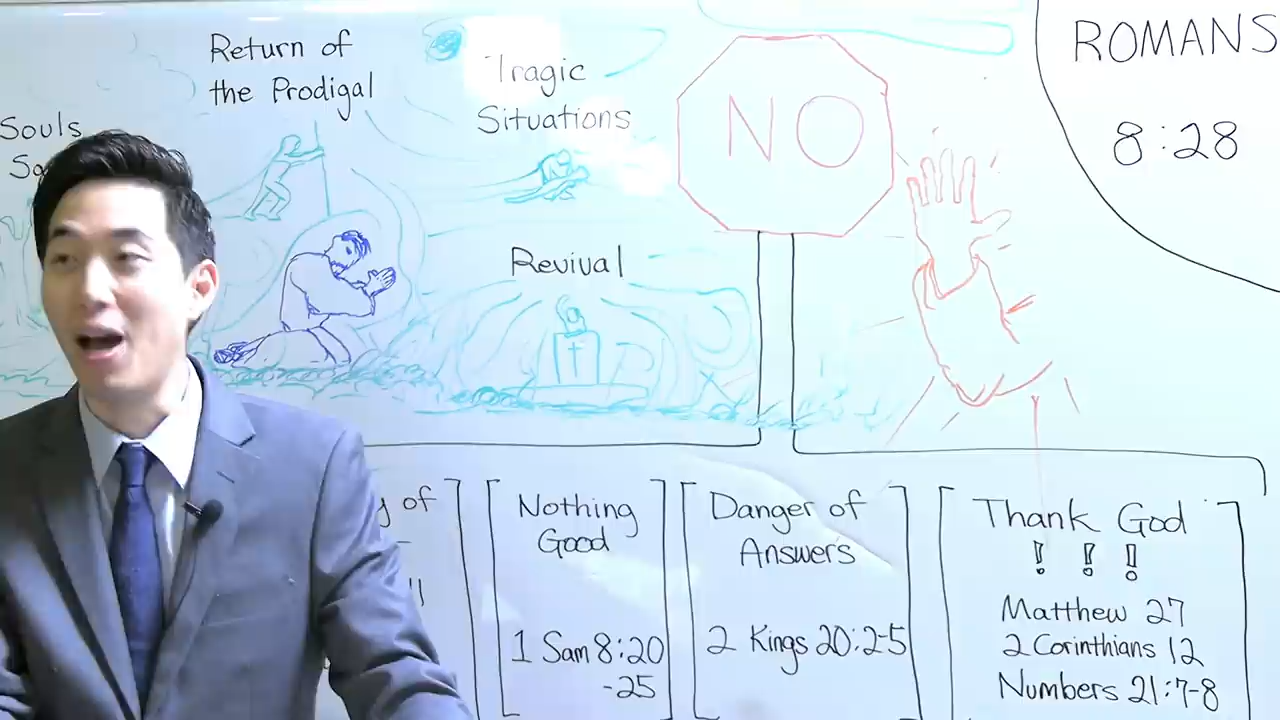 Souls
Return of
the Prodigal
Tragic
Situations
Revival
NO
ROMANS
8:28
of
Nothing
Good
1 Sam 8:20
-25
Danger of
Answers
2 Kings 20:2-5
Thank God
! ! !
Matthew 27
2 Corinthians 12
Numbers 21:7-8